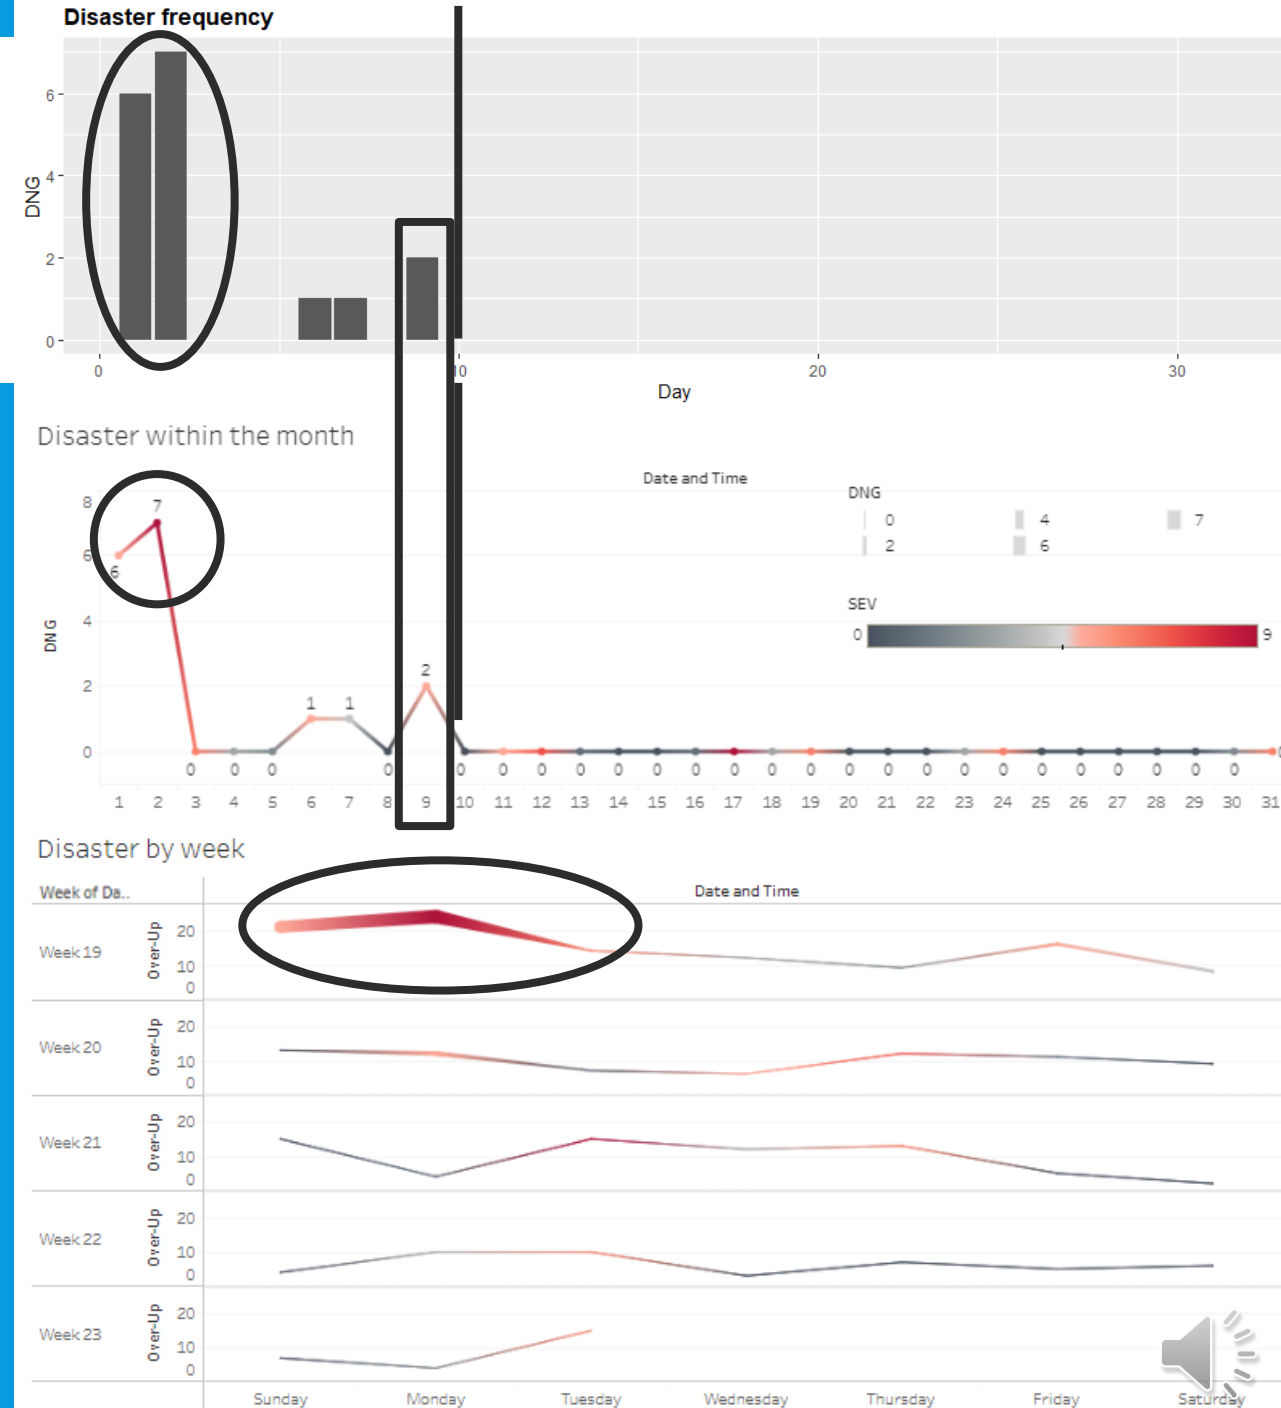 Disaster frequency
DNG
6
4
2
0
0 10 20 30
Day
Disaster within the month
Date and Time
DNG
0 4 7
2 6
SEV
0 9
DNG
8
6
4
2
0
6 7 0 0 0 1 1 0 2 0 0 0 0 0 0 0 0 0 0 0 0 0 0 0 0 0 0 0 0 0
1 2 3 4 5 6 7 8 9 10 11 12 13 14 15 16 17 18 19 20 21 22 23 24 25 26 27 28 29 30 31
Disaster by week
Week of Da..
Date and Time
Week 19
Over-Up
20
10
0
Week 20
Over-Up
20
10
0
Week 21
Over-Up
20
10
0
Week 22
Over-Up
20
10
0
Week 23
Over-Up
20
10
0
Sunday Monday Tuesday Wednesday Thursday Friday Saturday